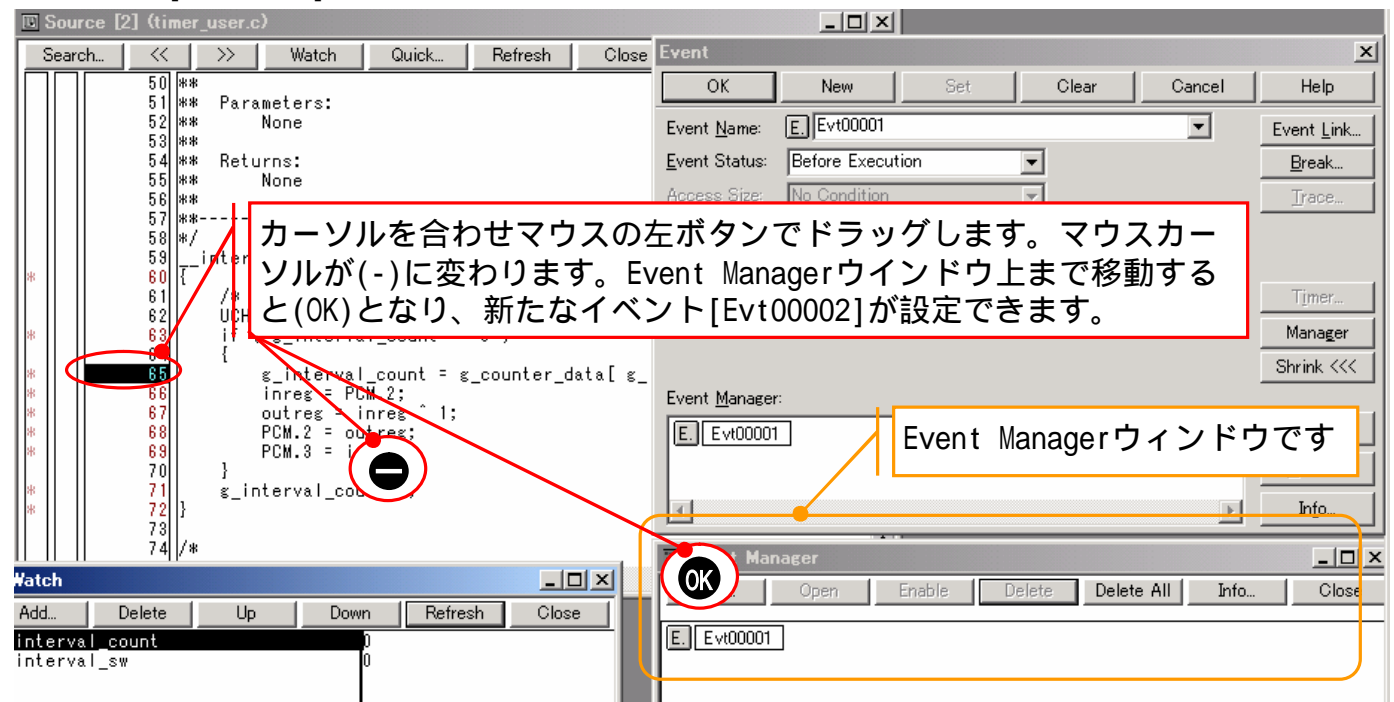 Source [2] (timer_user.c)
Search... << >> Watch Quick... Refresh Close
50 **
51 ** Parameters:
52 ** None
53 **
54 ** Returns:
55 ** None
56 **
57 **-----
58 */
59 __inter
* 60 {
61 /*
62 UCH
* 63 if
64 {
* 65 g_interval_count = g_counter_data[ g_
* 66 inreg = PCM.2;
* 67 outreg = inreg ^ 1;
* 68 PCM.2 = outreg;
* 69 PCM.3 = i
70 }
* 71 g_interval_cou
* 72 }
73
74 /*
Event
OK New Set Clear Cancel Help
Event Name: E. Evt00001 Event Link...
Event Status: Before Execution Break...
Access Size: No Condition Trace...
カーソルを合わせマウスの左ボタンでドラッグします。マウスカー
ソルが(-)に変わります。Event Managerウインドウ上まで移動する
と(OK)となり、新たなイベント[Evt00002]が設定できます。
Timer...
Manager
Shrink <<<
Event Manager:
E. Evt00001
Event Managerウィンドウです
Info...
OK
Manager
Open Enable Delete Delete All Info... Close
E. Evt00001
Watch
Add... Delete Up Down Refresh Close
interval_count 0
interval_sw 0